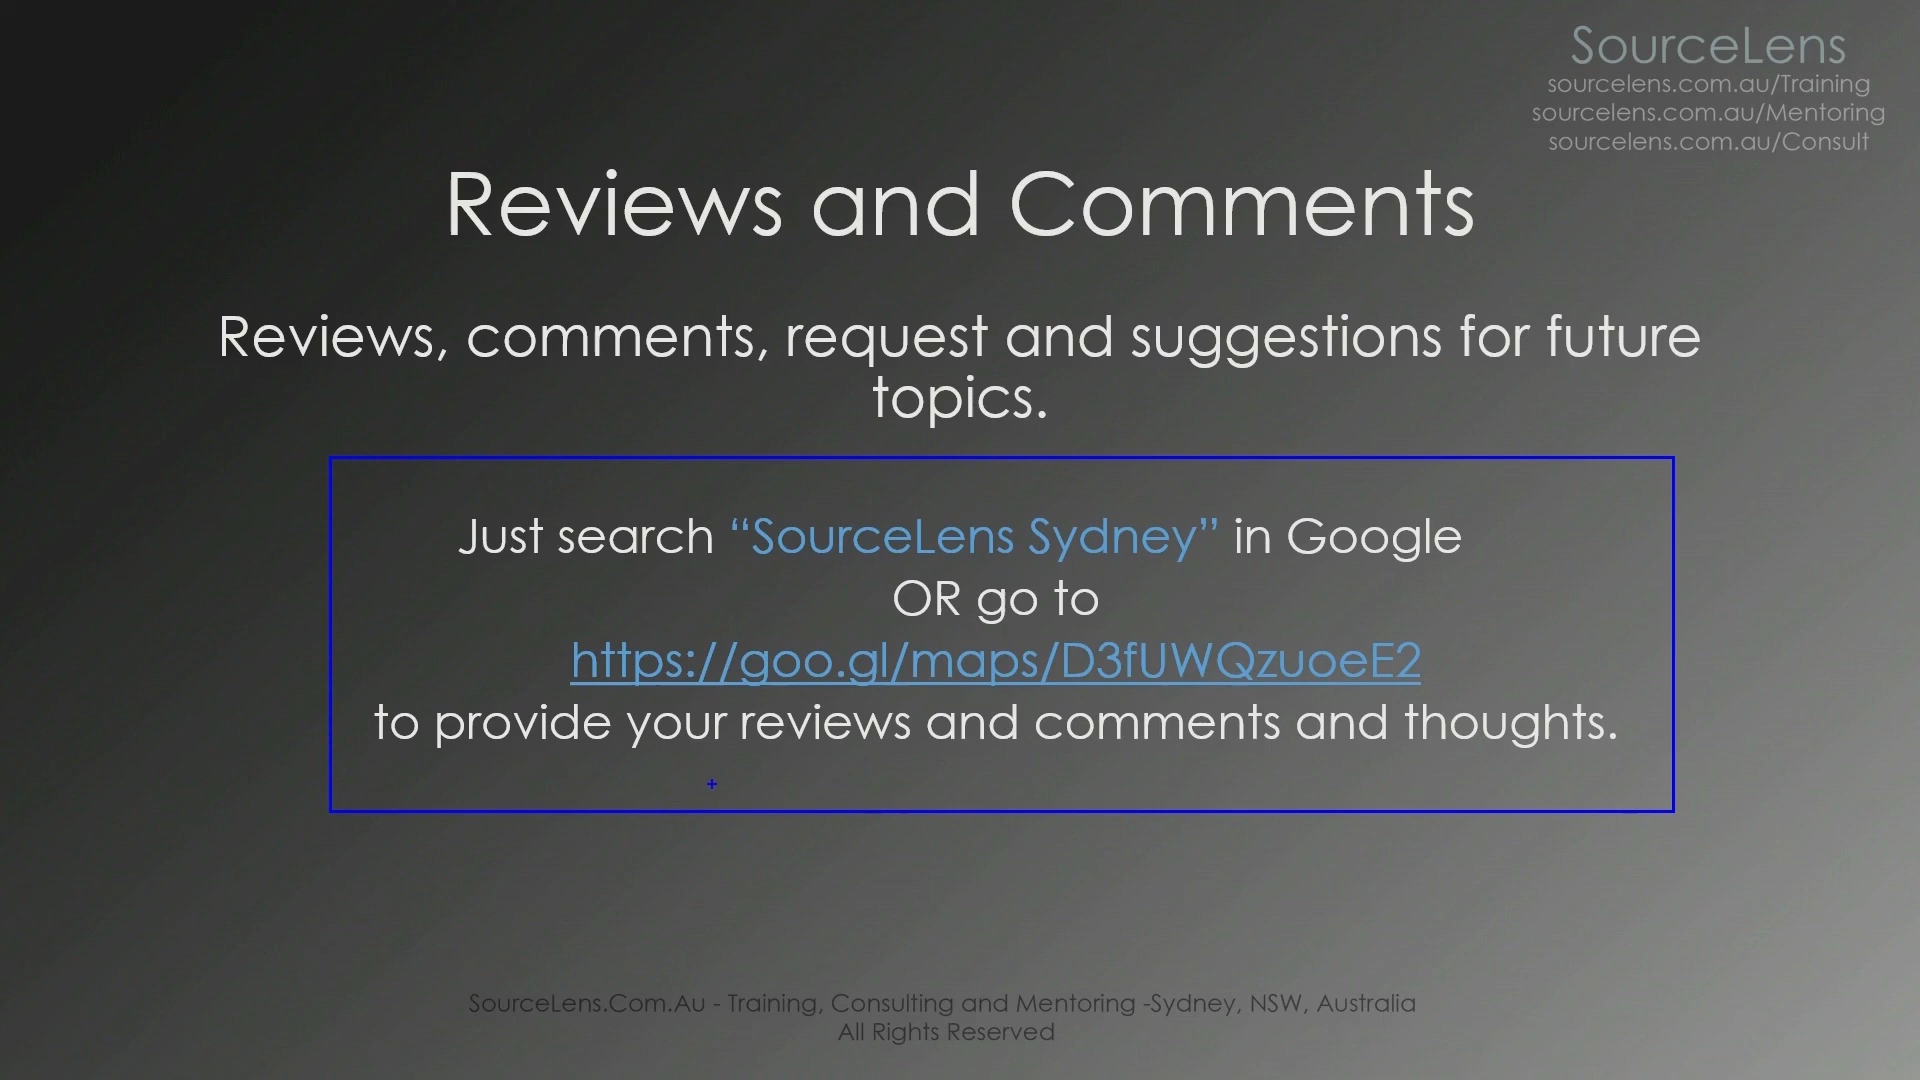 SourceLens
sourcelens.com.au/Training
sourcelens.com.au/Mentoring
sourcelens.com.au/Consult
Reviews and Comments
Reviews, comments, request and suggestions for future
topics.
Just search “SourceLens Sydney” in Google
OR go to
https://goo.gl/maps/D3fUWQzuoeE2
to provide your reviews and comments and thoughts.
SourceLens.Com.Au - Training, Consulting and Mentoring -Sydney, NSW, Australia
All Rights Reserved